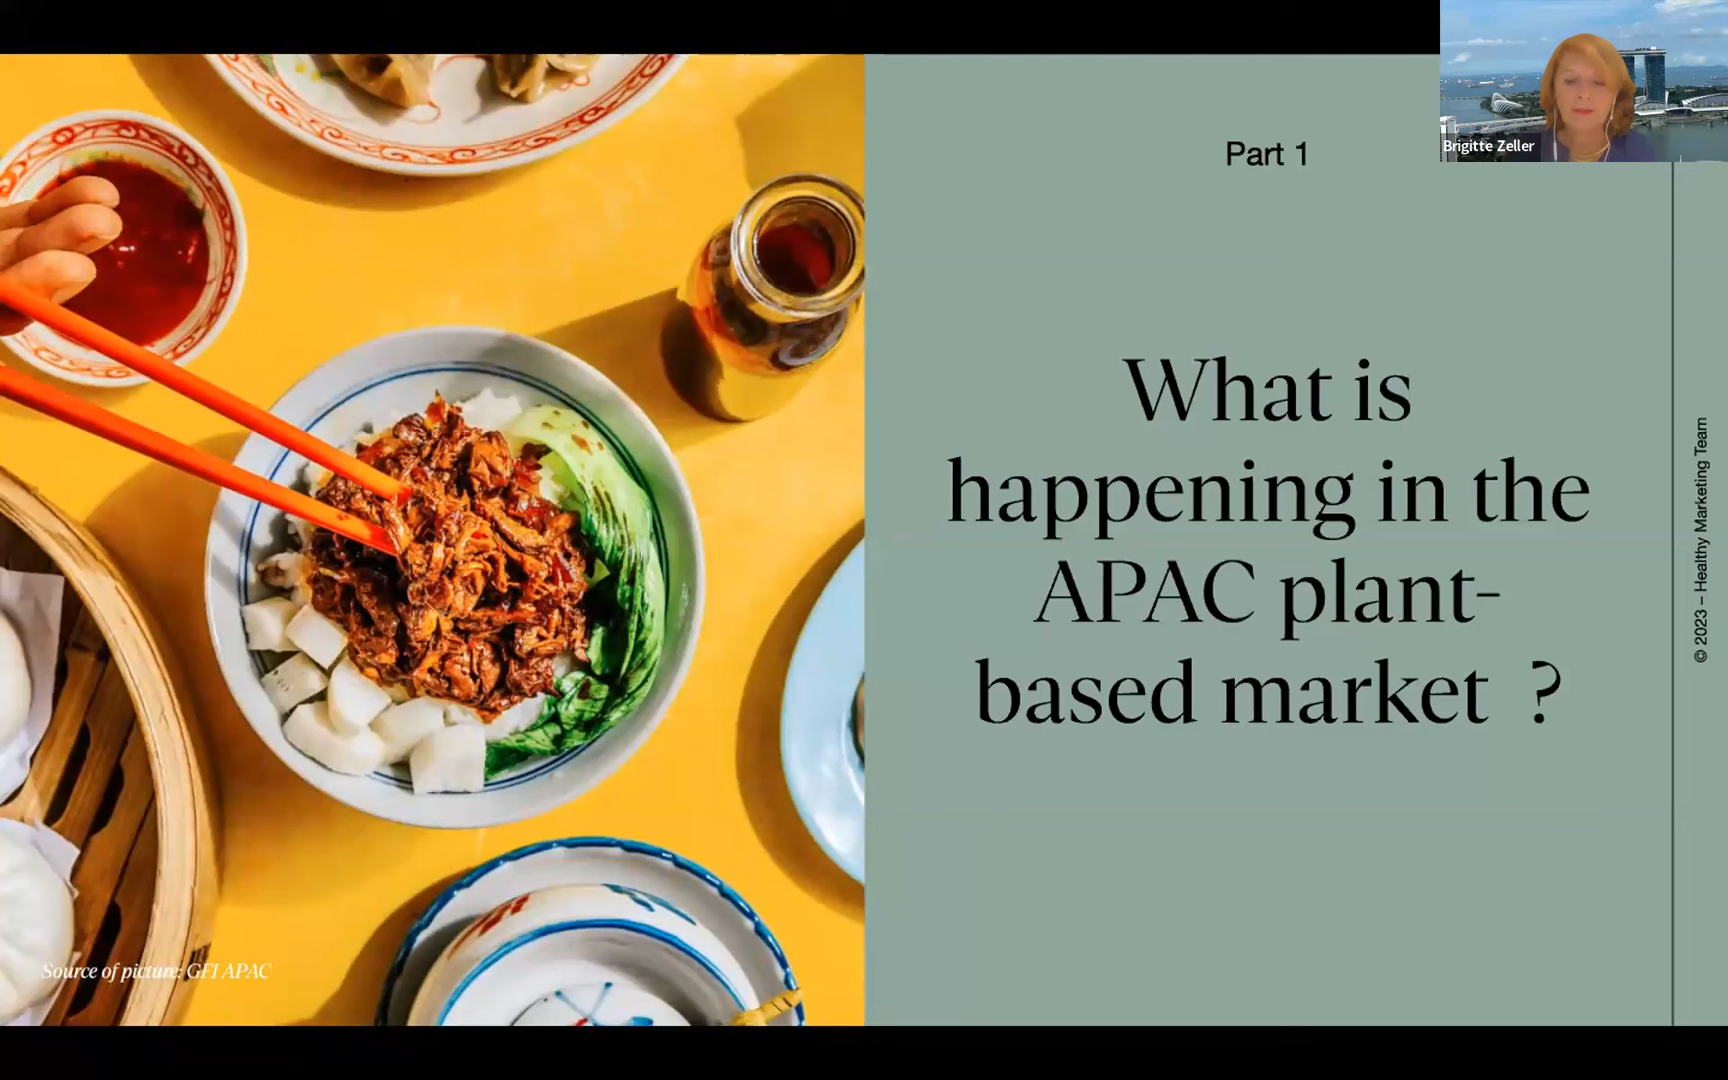 Brigitte Zeller
Part 1
What is
happening in the
APAC plant-
based market ?
© 2023 – Healthy Marketing Team
Source of picture: GFI APAC